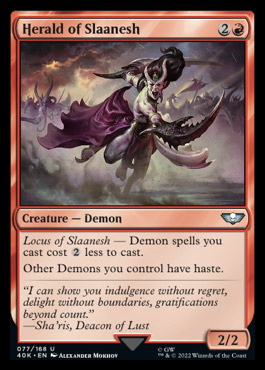 Herald of Slaanesh 2
Creature — Demon
Locus of Slaanesh — Demon spells you
cast cost 2 less to cast.
Other Demons you control have haste.
“I can show you indulgence without regret,
delight without boundaries, gratifications
beyond count.”
—Sha’ris, Deacon of Lust
2/2
077/168 U
40K • EN ALEXANDER MOKHOV
© GW
™ & © 2022 Wizards of the Coast